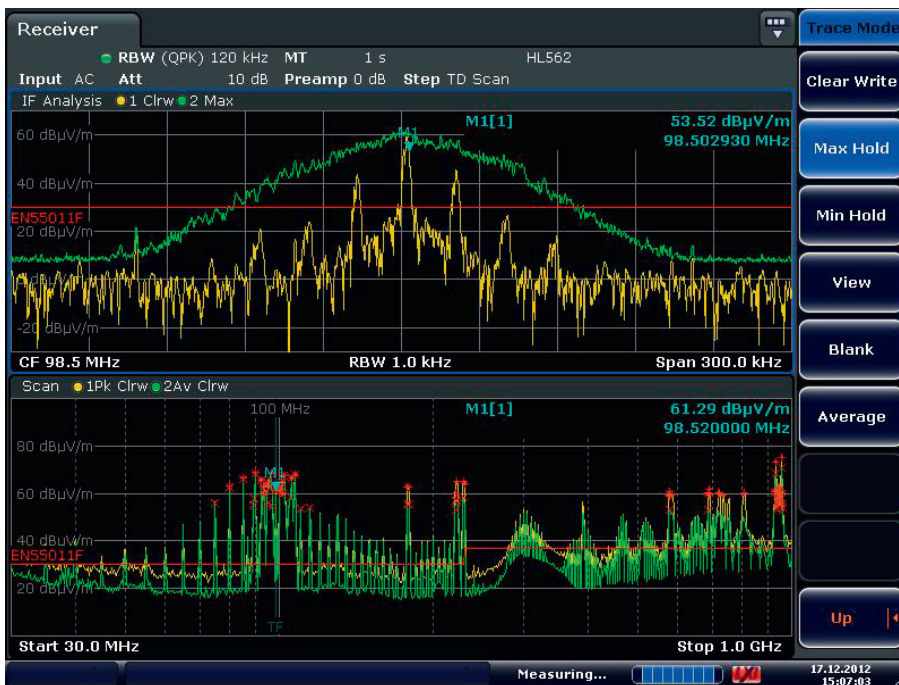 Receiver
Trace Mode
RBW (QPK) 120 kHz MT 1 s HL562
Input AC Att 10 dB Preamp 0 dB Step TD Scan
Clear Write
IF Analysis 1 Clrw 2 Max
M1[1] 53.52 dBµV/m
98.502930 MHz
60 dBµV/m
M1
Max Hold
40 dBµV/m
EN55011F
20 dBµV/m
Min Hold
0 dBµV/m
View
-20 dBµV/m
CF 98.5 MHz RBW 1.0 kHz Span 300.0 kHz
Blank
Scan 1Pk Clrw 2Av Clrw
100 MHz M1[1] 61.29 dBµV/m
98.520000 MHz
Average
80 dBµV/m
M1
60 dBµV/m
40 dBµV/m
EN55011F
20 dBµV/m
TF
Up
Start 30.0 MHz Stop 1.0 GHz
Measuring... LXI 17.12.2012
15:07:03